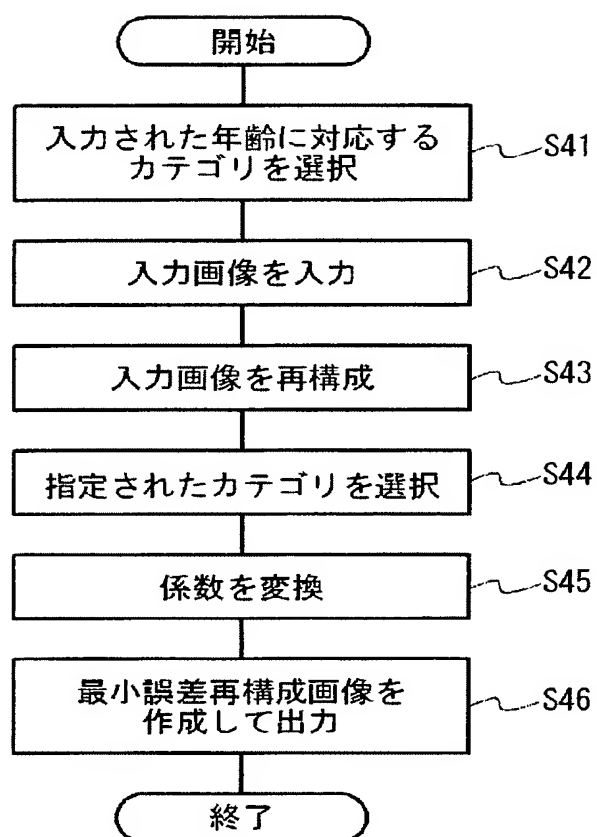 開始
入力された年齢に対応する
カテゴリを選択
S41
入力画像を入力
S42
入力画像を再構成
S43
指定されたカテゴリを選択
S44
係数を変換
S45
最小誤差再構成画像を
作成して出力
S46
終了